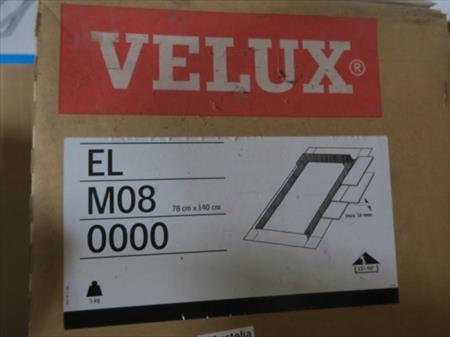 VELUX®
EL
M08 78 cm x 140 cm
0000
max. 16 mm
5 kg
15°-90°